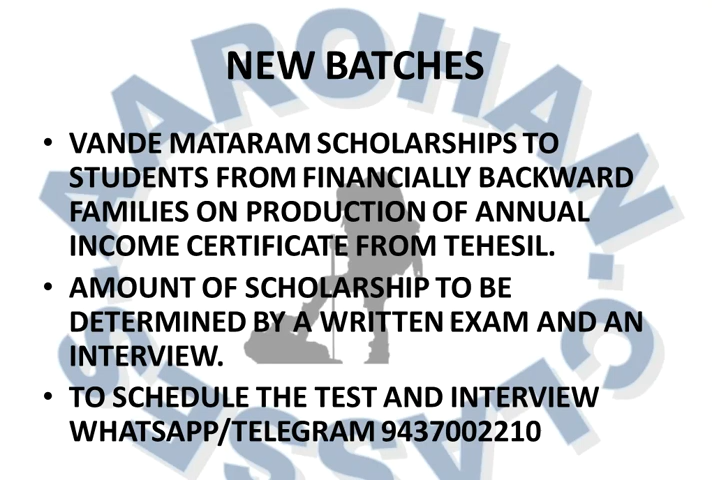 NEW BATCHES
• VANDE MATARAM SCHOLARSHIPS TO
STUDENTS FROM FINANCIALLY BACKWARD
FAMILIES ON PRODUCTION OF ANNUAL
INCOME CERTIFICATE FROM TEHESIL.
• AMOUNT OF SCHOLARSHIP TO BE
DETERMINED BY A WRITTEN EXAM AND AN
INTERVIEW.
• TO SCHEDULE THE TEST AND INTERVIEW
WHATSAPP/TELEGRAM 9437002210
AROHAN
CLASSES